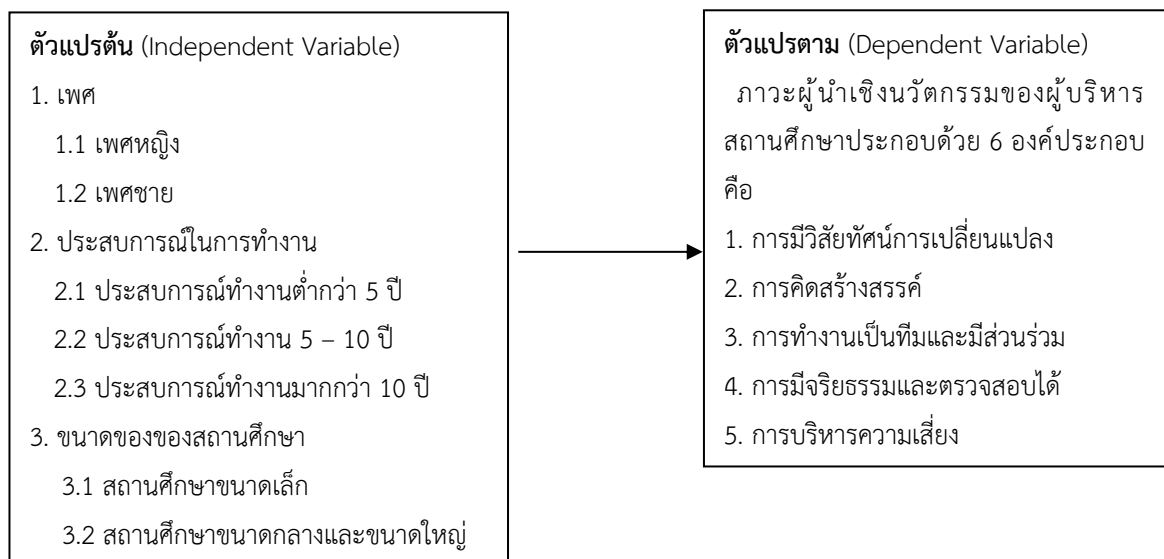 ตัวแปรต้น (Independent Variable)
1. เพศ
1.1 เพศหญิง
1.2 เพศชาย
2. ประสบการณ์ในการทำงาน
2.1 ประสบการณ์ทำงานต่ำกว่า 5 ปี
2.2 ประสบการณ์ทำงาน 5 – 10 ปี
2.3 ประสบการณ์ทำงานมากกว่า 10 ปี
3. ขนาดของของสถานศึกษา
3.1 สถานศึกษาขนาดเล็ก
3.2 สถานศึกษาขนาดกลางและขนาดใหญ่
ตัวแปรตาม (Dependent Variable)
ภาวะผู้นำเชิงนวัตกรรมของผู้บริหาร
สถานศึกษาประกอบด้วย 6 องค์ประกอบ
คือ
1. การมีวิสัยทัศน์การเปลี่ยนแปลง
2. การคิดสร้างสรรค์
3. การทำงานเป็นทีมและมีส่วนร่วม
4. การมีจริยธรรมและตรวจสอบได้
5. การบริหารความเสี่ยง